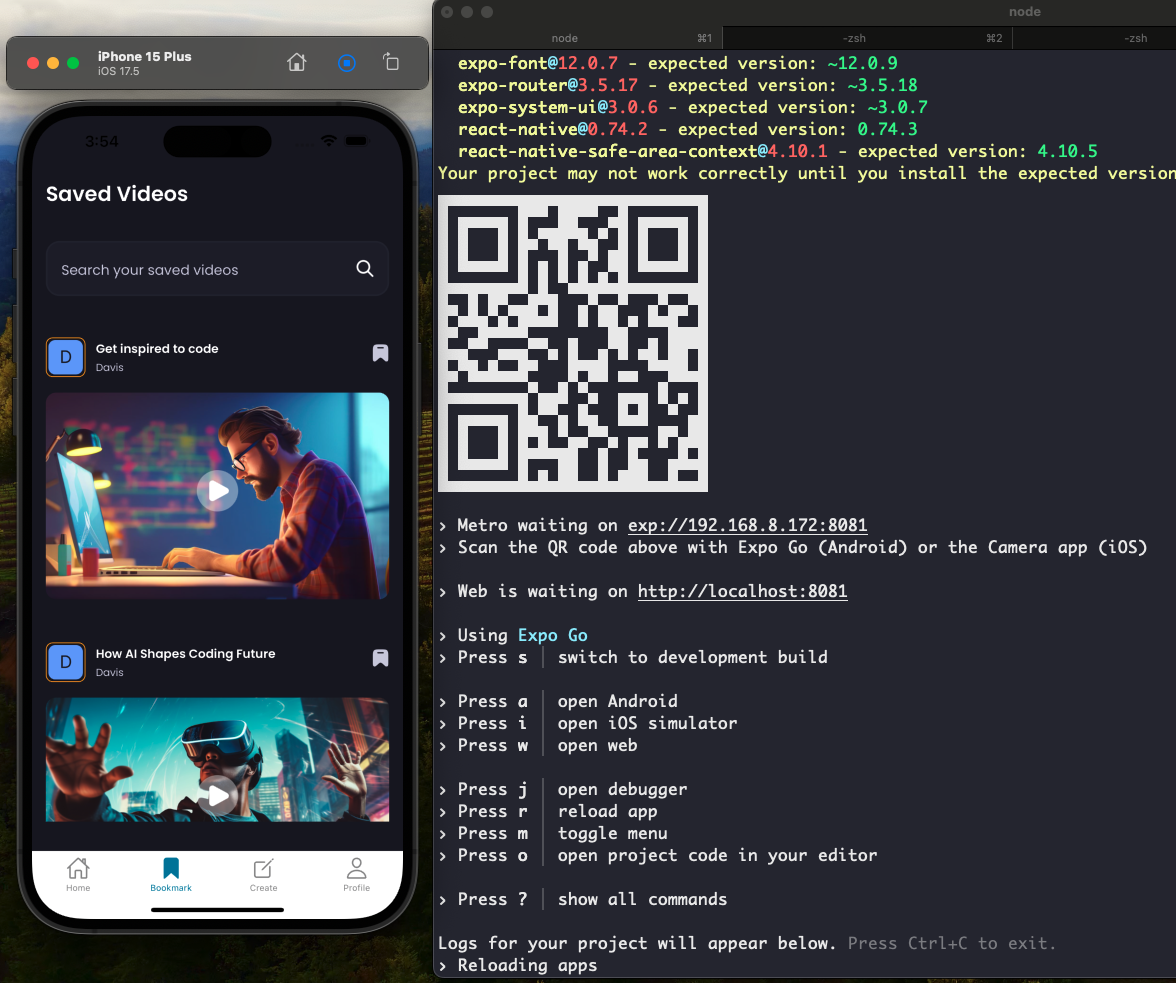 iPhone 15 Plus
iOS 17.5
3:54
Saved Videos
Search your saved videos
D
Get inspired to code
Davis
D
How AI Shapes Coding Future
Davis
Home
Bookmark
Create
Profile
node
node
⌘1
-zsh
⌘2
-zsh
expo-font@12.0.7 - expected version: ~12.0.9
expo-router@3.5.17 - expected version: ~3.5.18
expo-system-ui@3.0.6 - expected version: ~3.0.7
react-native@0.74.2 - expected version: 0.74.3
react-native-safe-area-context@4.10.1 - expected version: 4.10.5
Your project may not work correctly until you install the expected version
› Metro waiting on exp://192.168.8.172:8081
› Scan the QR code above with Expo Go (Android) or the Camera app (iOS)
› Web is waiting on http://localhost:8081
› Using Expo Go
› Press s │ switch to development build
› Press a │ open Android
› Press i │ open iOS simulator
› Press w │ open web
› Press j │ open debugger
› Press r │ reload app
› Press m │ toggle menu
› Press o │ open project code in your editor
› Press ? │ show all commands
Logs for your project will appear below. Press Ctrl+C to exit.
› Reloading apps